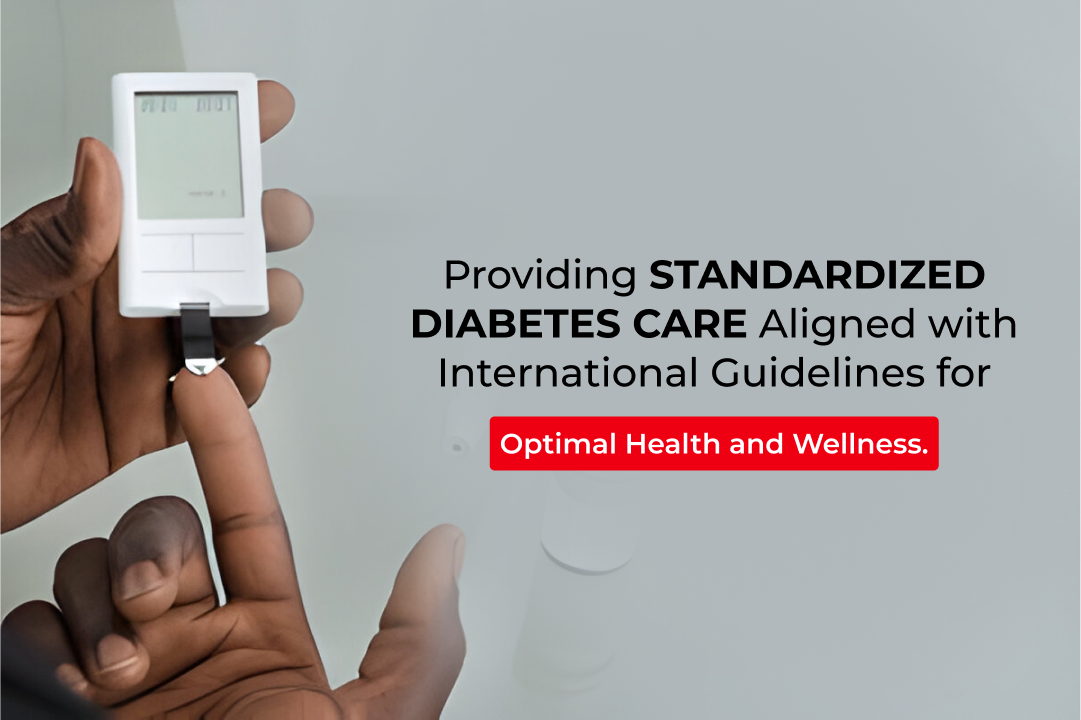 Providing STANDARDIZED
DIABETES CARE Aligned with
International Guidelines for
Optimal Health and Wellness.